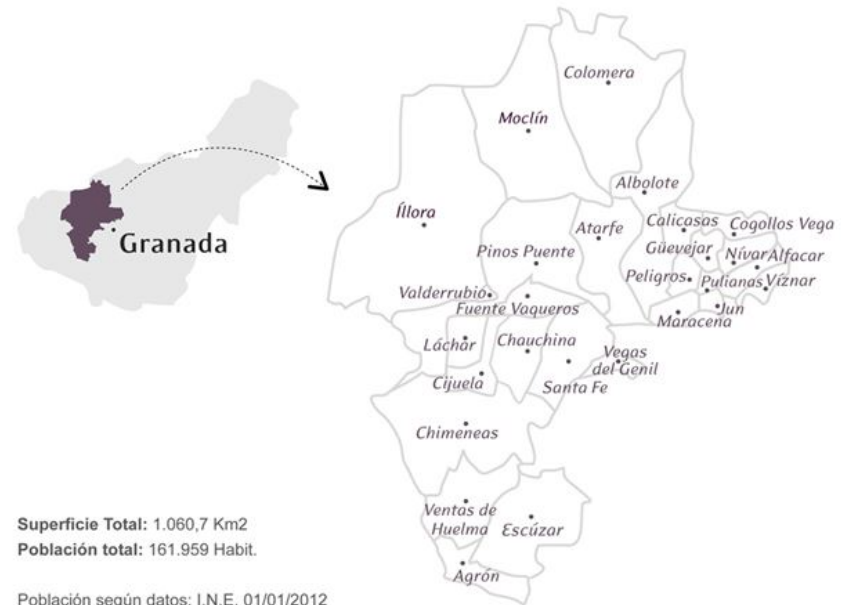 Colomera
Moclín
Albolote
Íllora
Atarfe
Calicasas
Cogollos Vega
Granada
Pinos Puente
Güevejar
Nívar
Alfacar
Peligros
Pulianas
Víznar
Valderrubio
Fuente Vaqueros
Jun
Maracena
Láchar
Chauchina
Vegas
del Genil
Cijuela
Santa Fe
Chimeneas
Ventas de
Huelma
Escúzar
Agrón
Superficie Total: 1.060,7 Km2
Población total: 161.959 Habit.
Población según datos: I.N.E. 01/01/2012